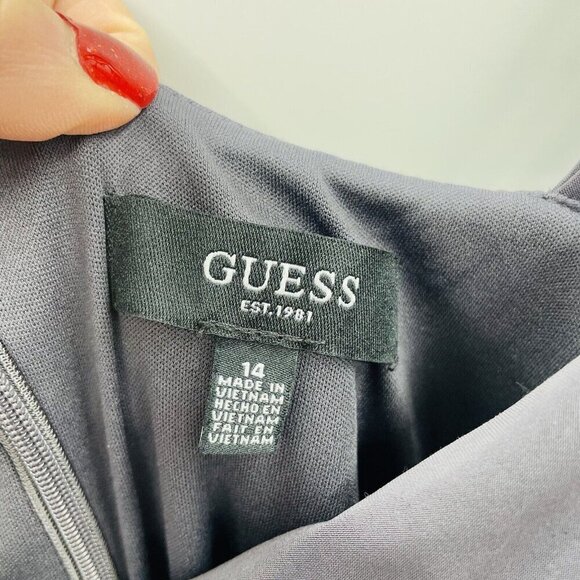 GUESS
EST.1981
14
MADE IN
VIETNAM
HECHO EN
VIETNAM
FAIT EN
VIETNAM